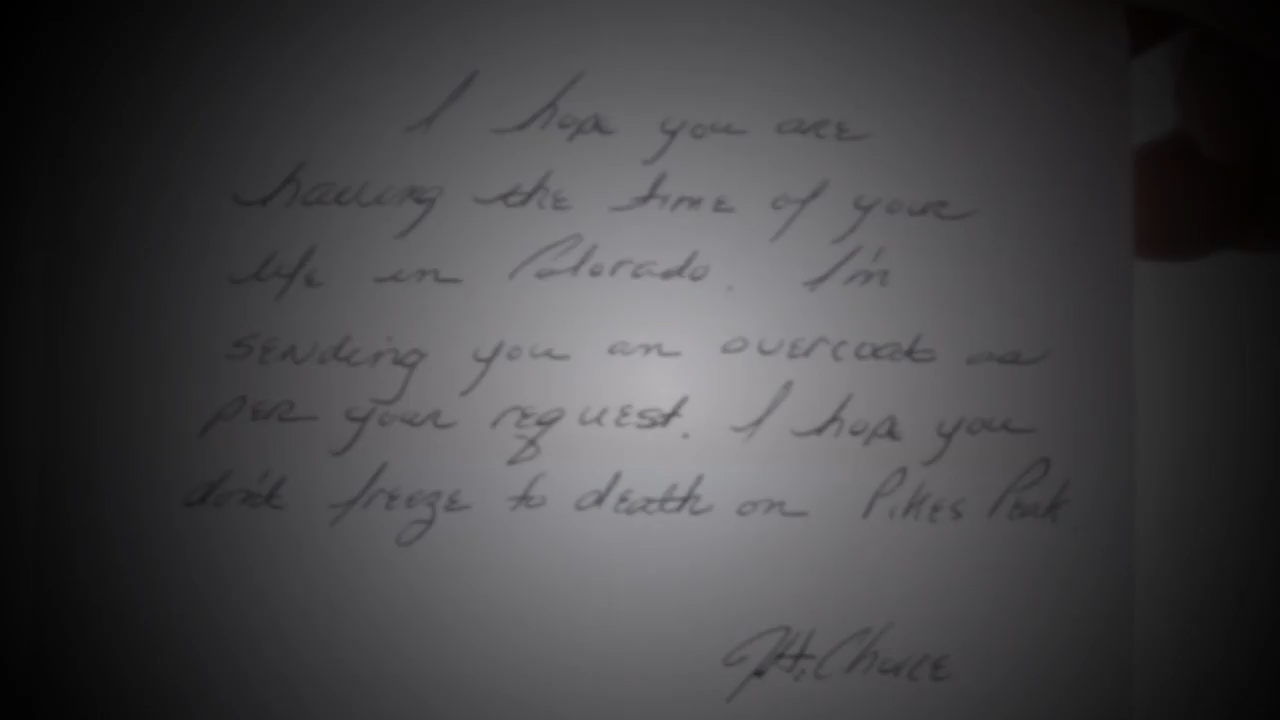 I hope you are
having the time of your
life in Colorado. I'm
sending you an overcoat as
per your request. I hope you
don't freeze to death on Pikes Peak
J.H. Choice